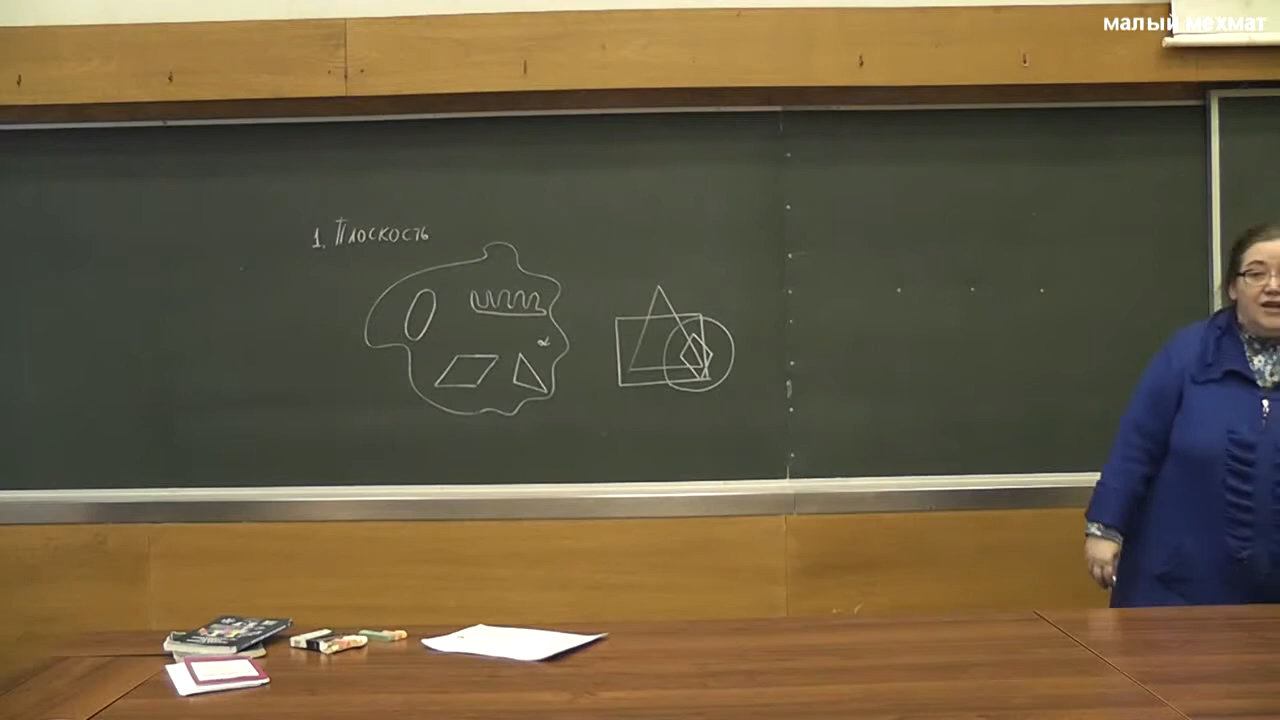 малый мехмат
1. Плоскость
α